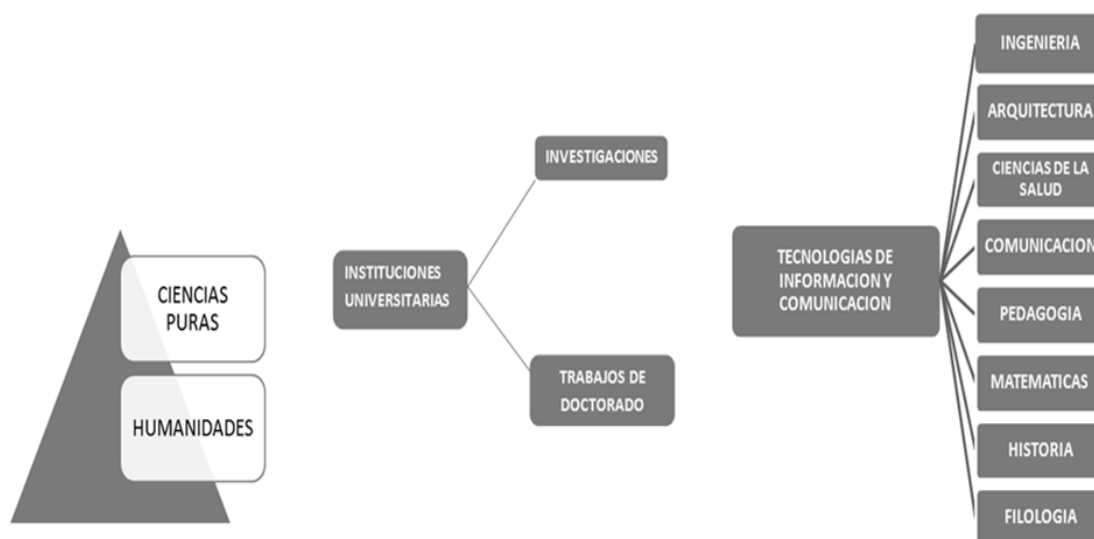 CIENCIAS
PURAS
HUMANIDADES
INSTITUCIONES
UNIVERSITARIAS
INVESTIGACIONES
TRABAJOS DE
DOCTORADO
TECNOLOGIAS DE
INFORMACION Y
COMUNICACION
INGENIERIA
ARQUITECTURA
CIENCIAS DE LA
SALUD
COMUNICACION
PEDAGOGIA
MATEMATICAS
HISTORIA
FILOLOGIA